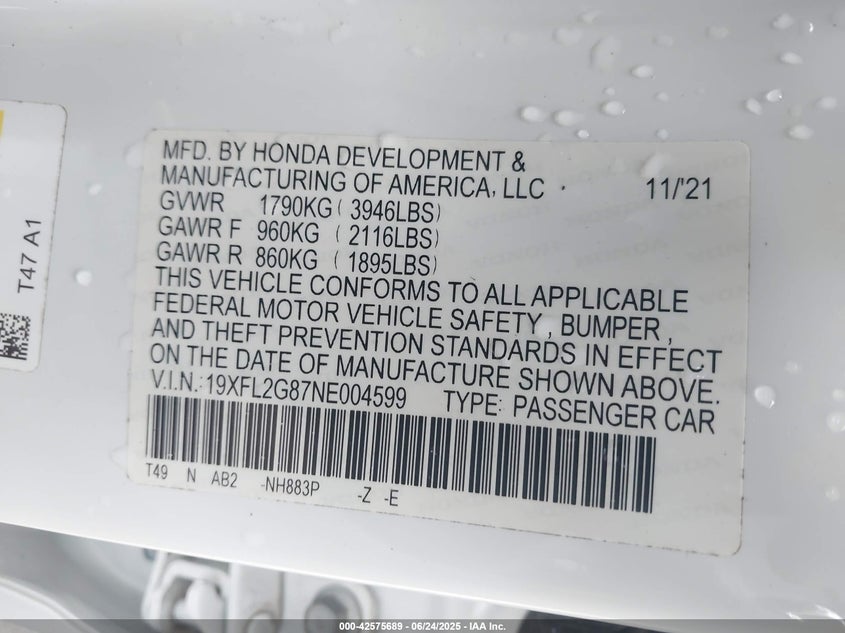 MFD. BY HONDA DEVELOPMENT &
MANUFACTURING OF AMERICA, LLC 11/'21
GVWR 1790KG ( 3946LBS)
GAWR F 960KG ( 2116LBS)
GAWR R 860KG ( 1895LBS)
THIS VEHICLE CONFORMS TO ALL APPLICABLE
FEDERAL MOTOR VEHICLE SAFETY, BUMPER,
AND THEFT PREVENTION STANDARDS IN EFFECT
ON THE DATE OF MANUFACTURE SHOWN ABOVE.
V.I.N.:19XFL2G87NE004599 TYPE: PASSENGER CAR
T49 N AB2 -NH883P -Z -E
T47 A1
000-42575689 - 06/24/2025 - IAA Inc.